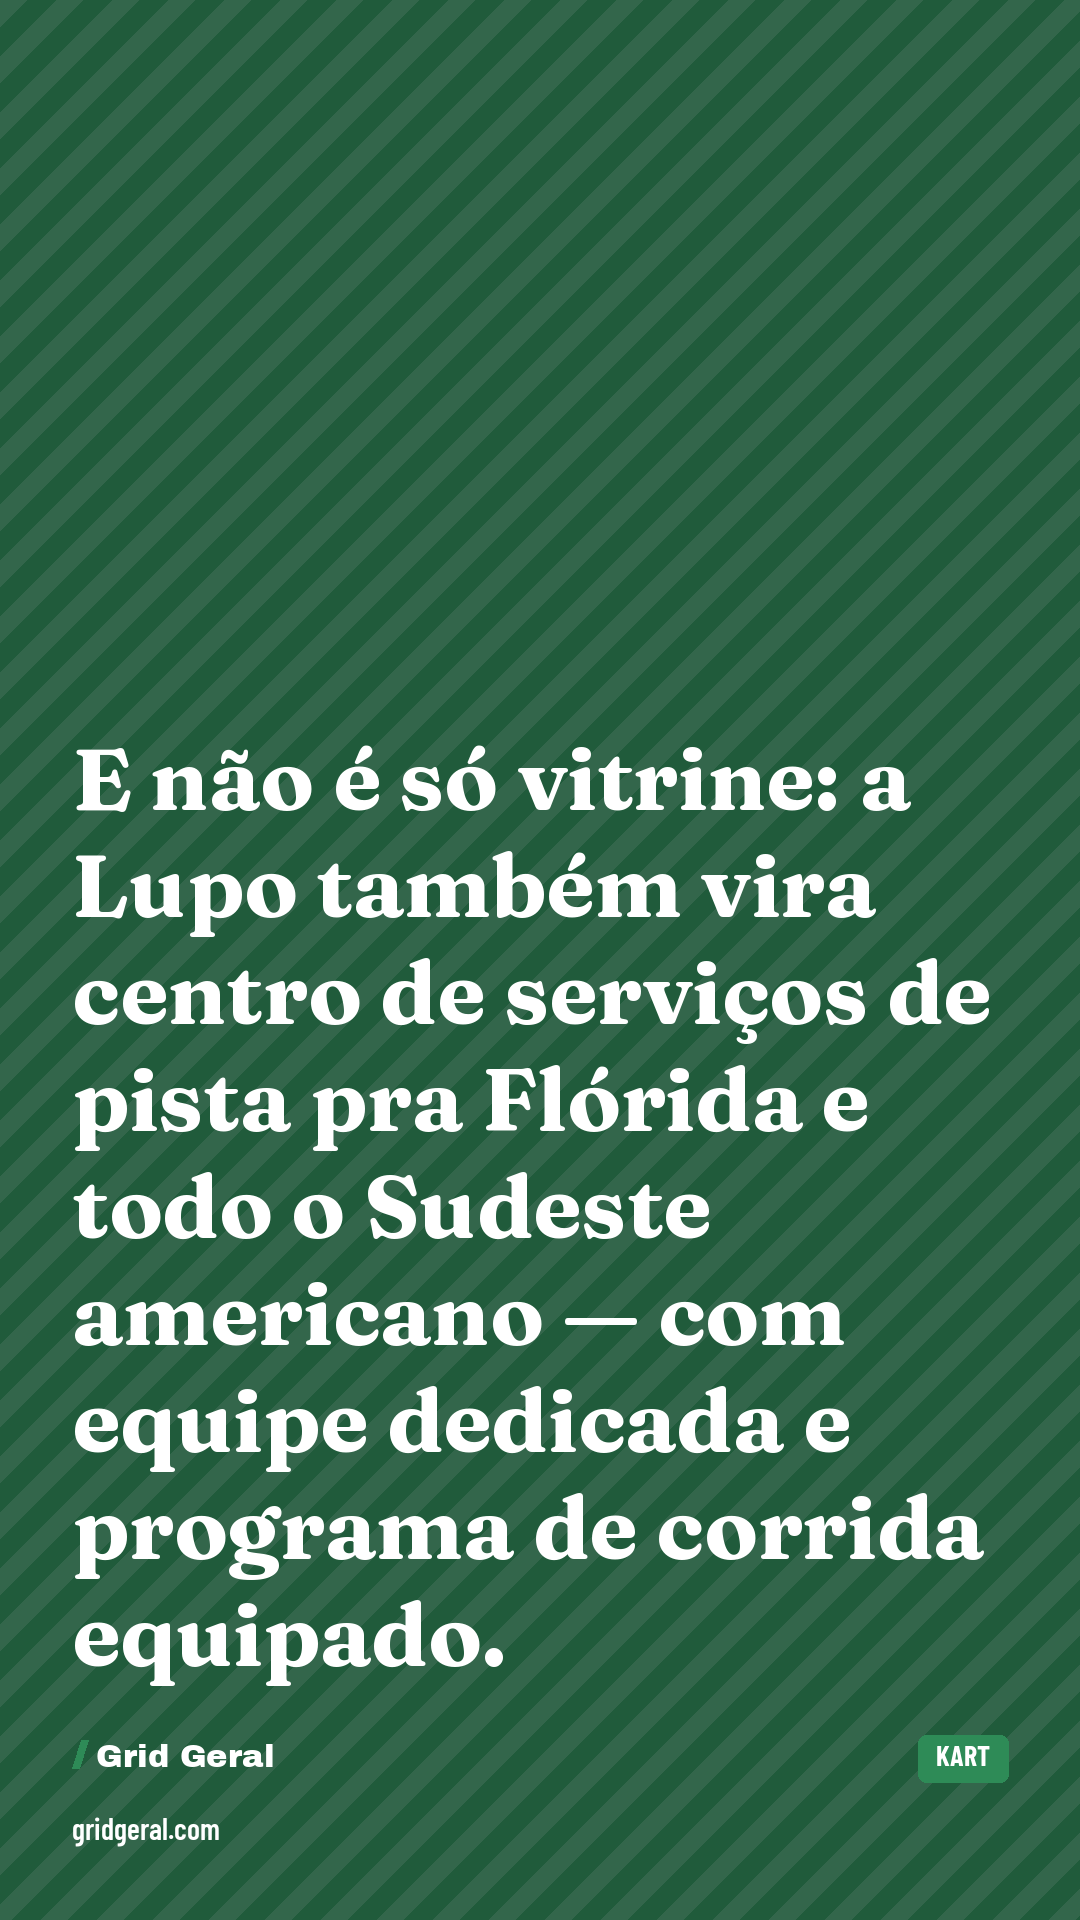 E não é só vitrine: a
Lupo também vira
centro de serviços de
pista pra Flórida e
todo o Sudeste
americano — com
equipe dedicada e
programa de corrida
equipado.
/ Grid Geral
KART
gridgeral.com